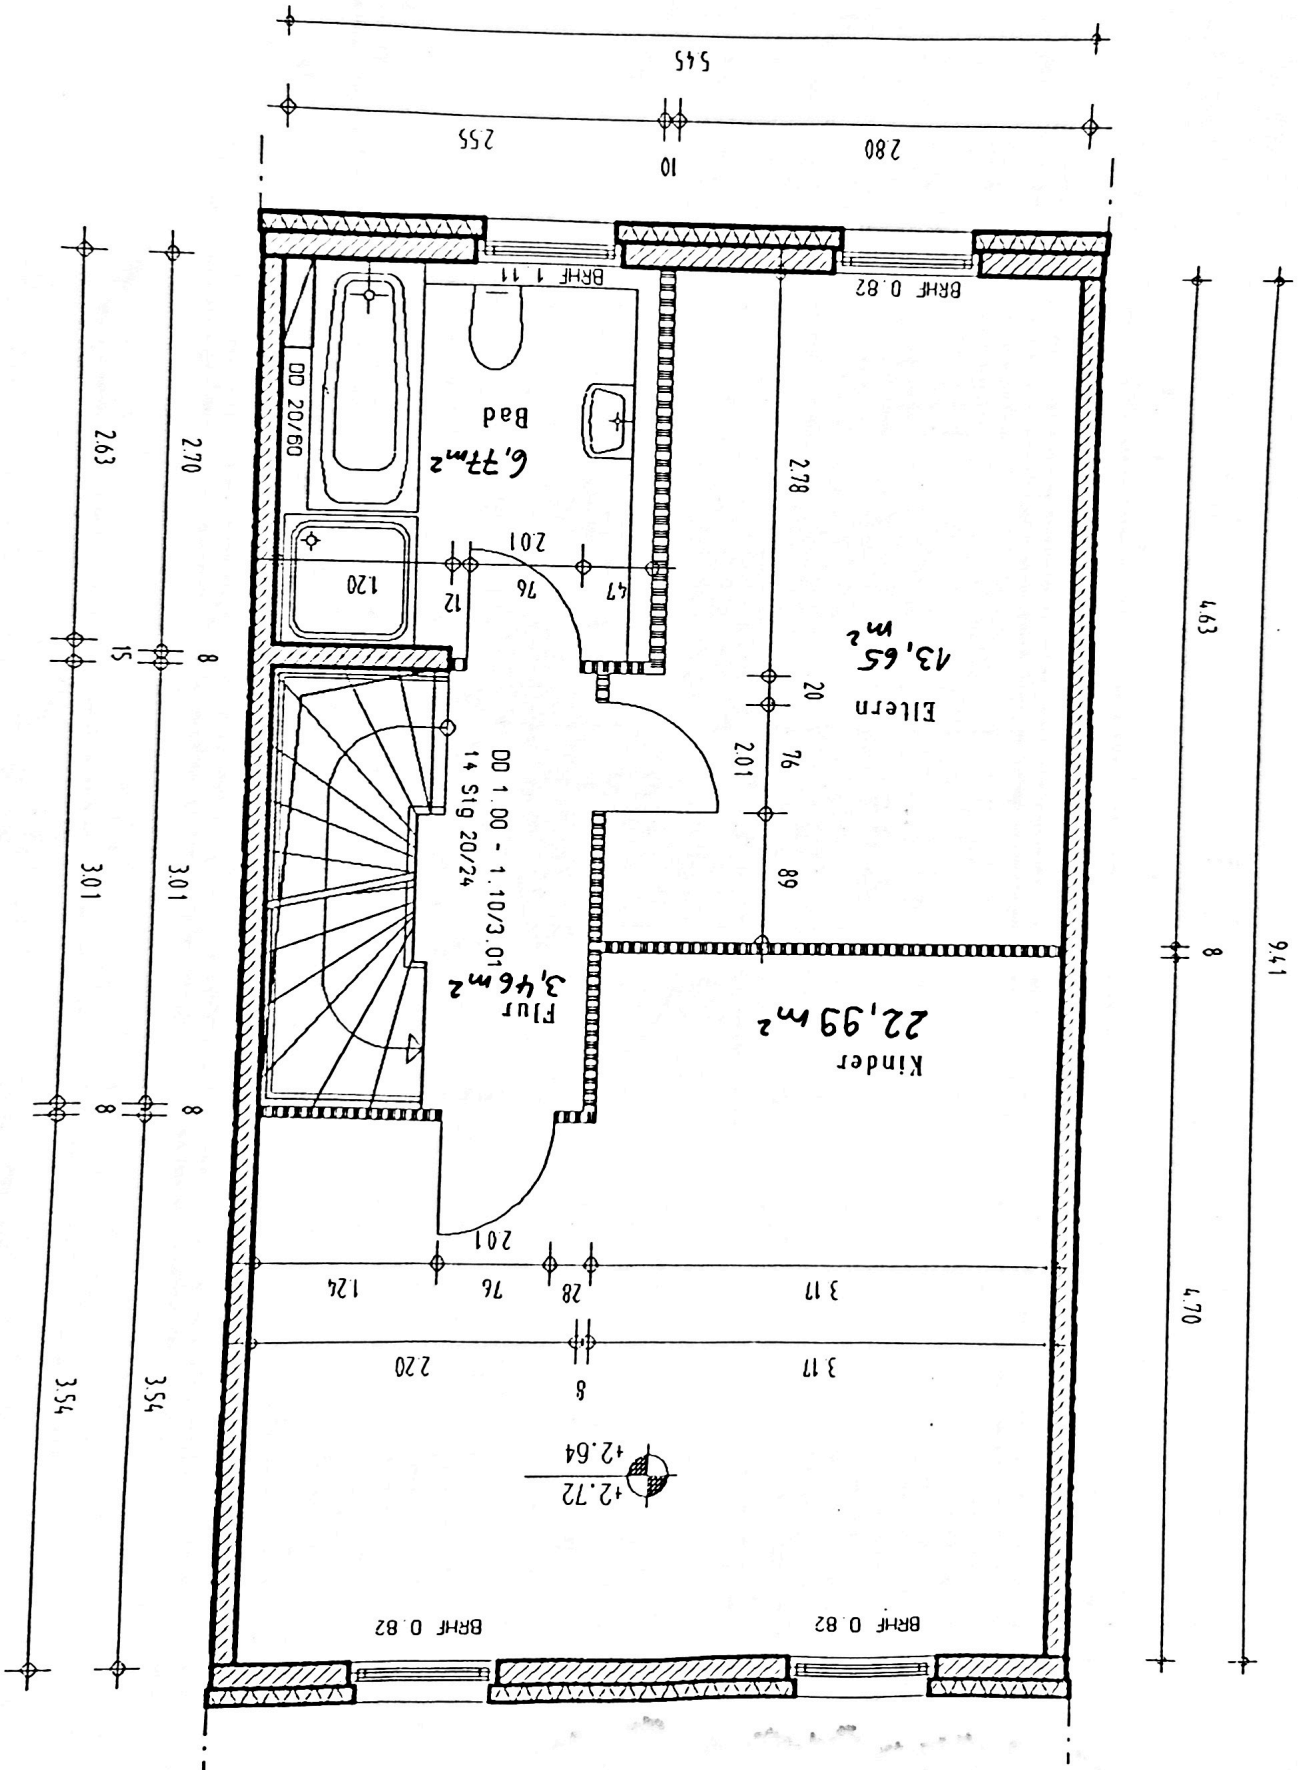 5.45
2.55
10
2.80
BRHF 1.11
BRHF 0.82
DD 20/60
Bad
6,77m²
2.63
2.70
2.78
2.01
1.20
12
76
47
15
8
13,65
m²
Eltern
4.63
20
76
2.01
89
DD 1.00 - 1.10/3.01
14 Stg 20/24
3.01
3.01
Flur
3,46m²
8
9.41
Kinder
22,99m²
8
8
2.01
1.24
76
28
3.17
4.70
2.20
8
3.17
3.54
3.54
+2.72
+2.64
BRHF 0.82
BRHF 0.82